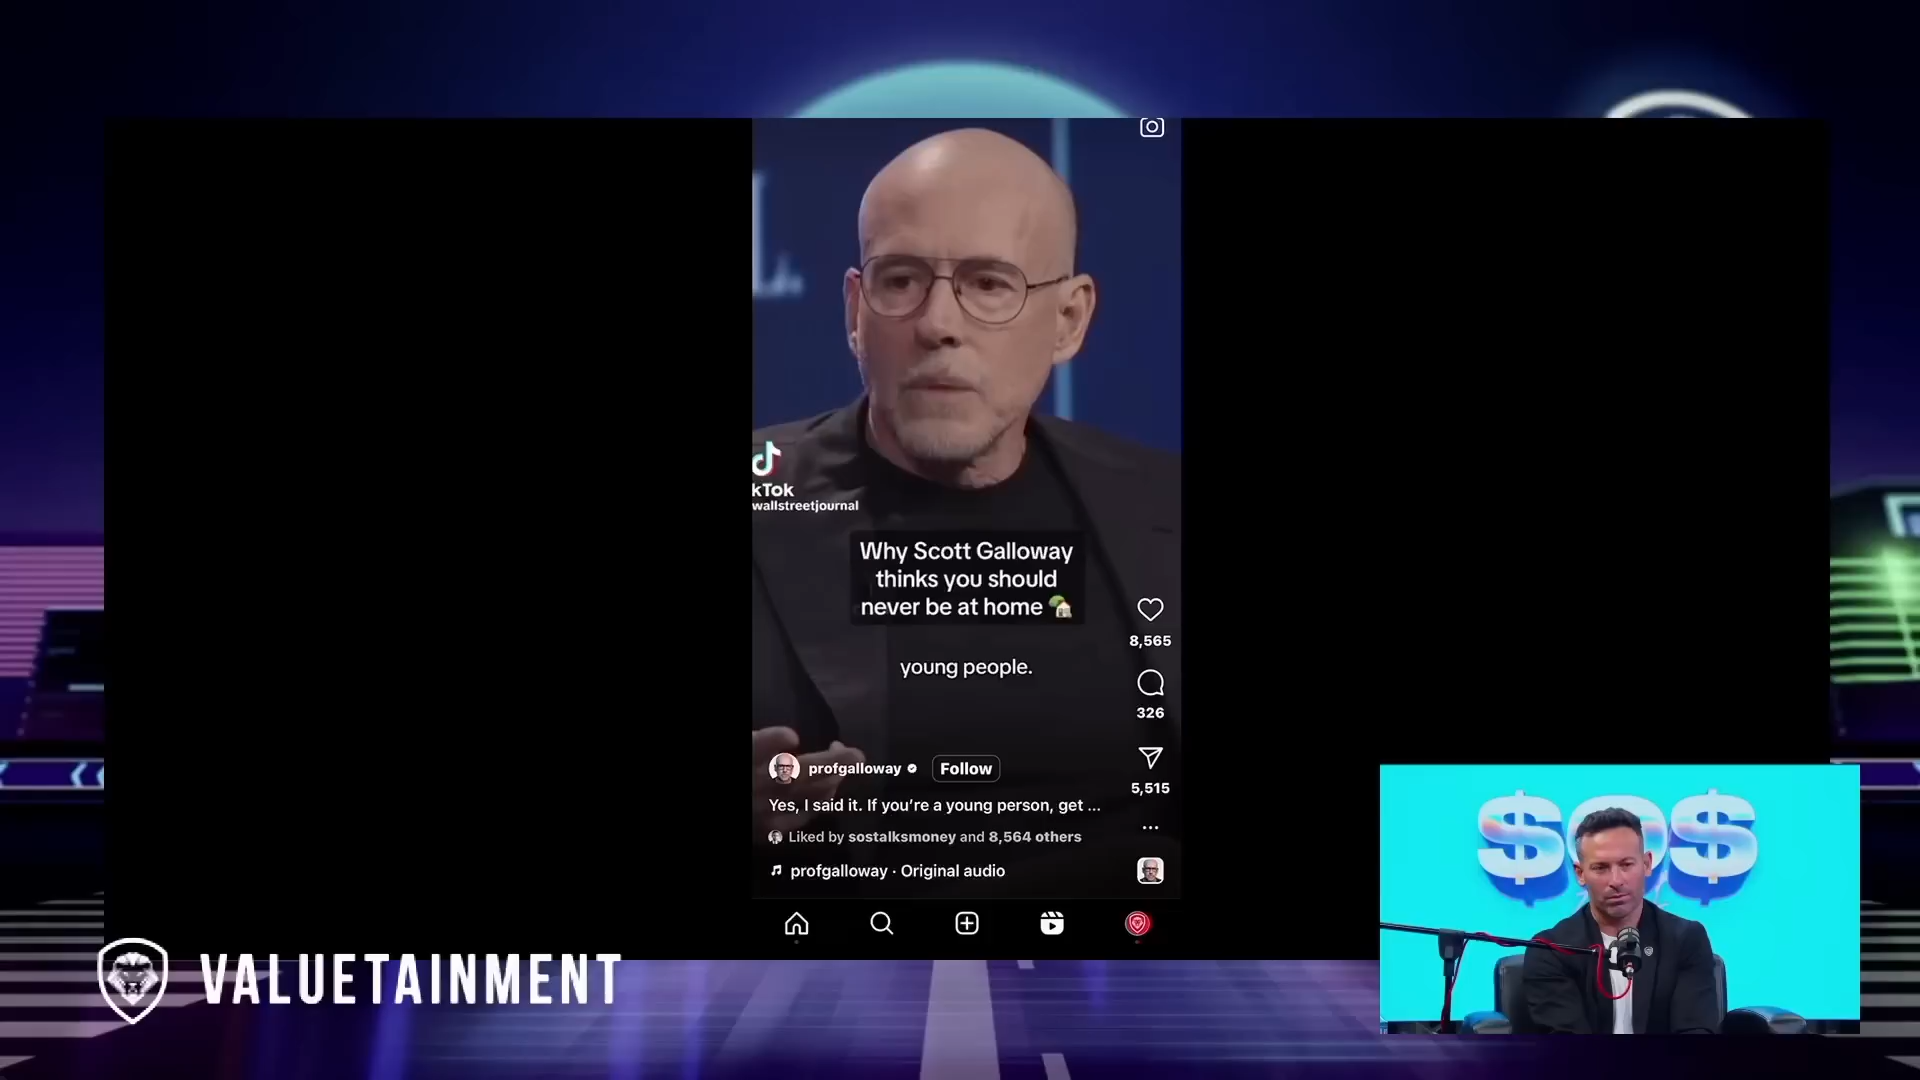 L.
kTok
wallstreetjournal
Why Scott Galloway
thinks you should
never be at home
young people.
8,565
326
5,515
profgalloway
Follow
Yes, I said it. If you're a young person, get ...
Liked by sostalksmoney and 8,564 others
profgalloway · Original audio
VALUETAINMENT
$O$